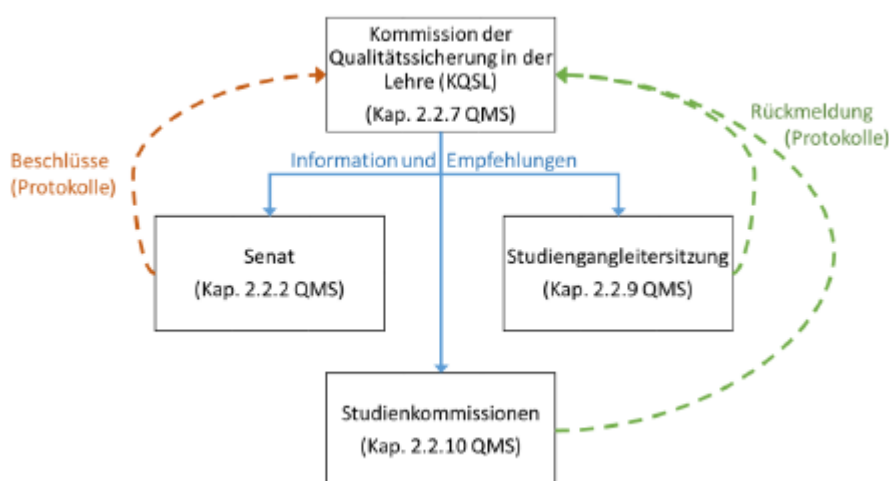 Kommission der
Qualitätssicherung in der
Lehre (KQSL)
(Kap. 2.2.7 QMS)
Rückmeldung
(Protokolle)
Beschlüsse
(Protokolle)
Information und Empfehlungen
Senat
(Kap. 2.2.2 QMS)
Studiengangleitersitzung
(Kap. 2.2.9 QMS)
Studienkommissionen
(Kap. 2.2.10 QMS)